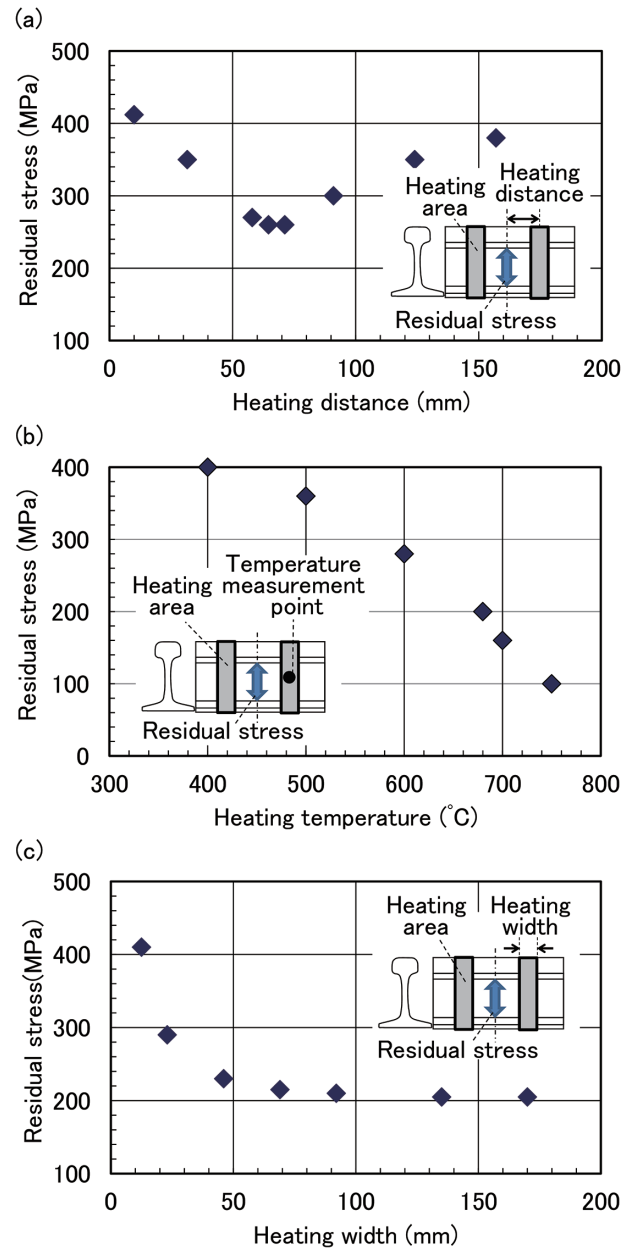 (a)
500
400
300
200
100
Residual stress (MPa)
Heating
area
Heating
distance
Residual stress
0
50
100
150
200
Heating distance (mm)
(b)
400
300
200
100
0
Residual stress (MPa)
Temperature
measurement
point
Heating
area
Residual stress
300
400
500
600
700
800
Heating temperature (°C)
(c)
500
400
300
200
100
Residual stress(MPa)
Heating
area
Heating
width
Residual stress
0
50
100
150
200
Heating width (mm)